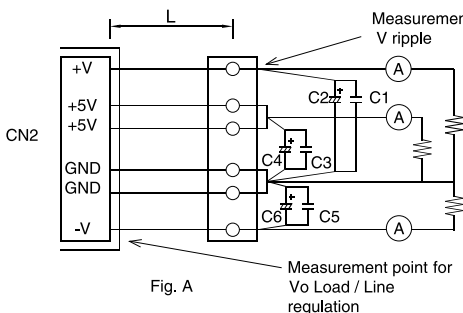 L
Measuremen
V ripple
+V
A
C2
+
C1
+5V
A
+5V
CN2
+
C4
C3
GND
GND
+
C6
C5
-V
A
Fig. A
Measurement point for
Vo Load / Line
regulation